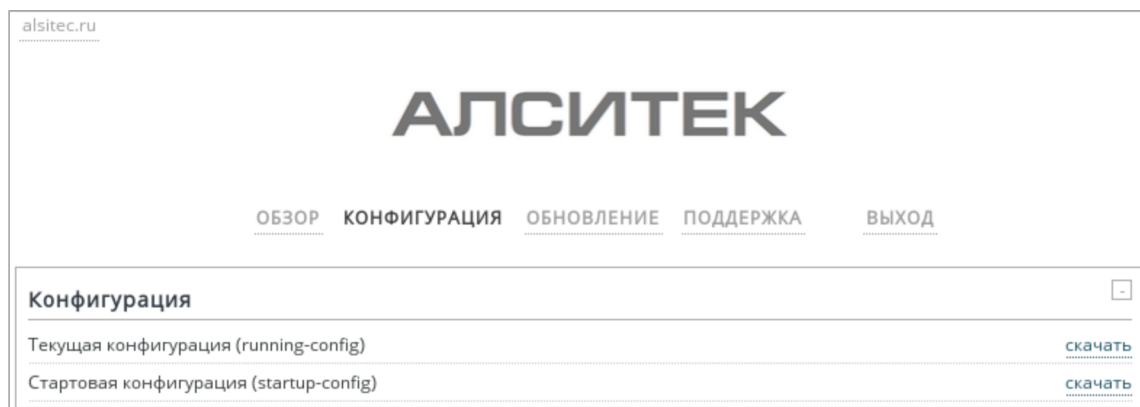 alsitec.ru
АЛСИТЕК
ОБЗОР КОНФИГУРАЦИЯ ОБНОВЛЕНИЕ ПОДДЕРЖКА ВЫХОД
Конфигурация -
Текущая конфигурация (running-config) скачать
Стартовая конфигурация (startup-config) скачать